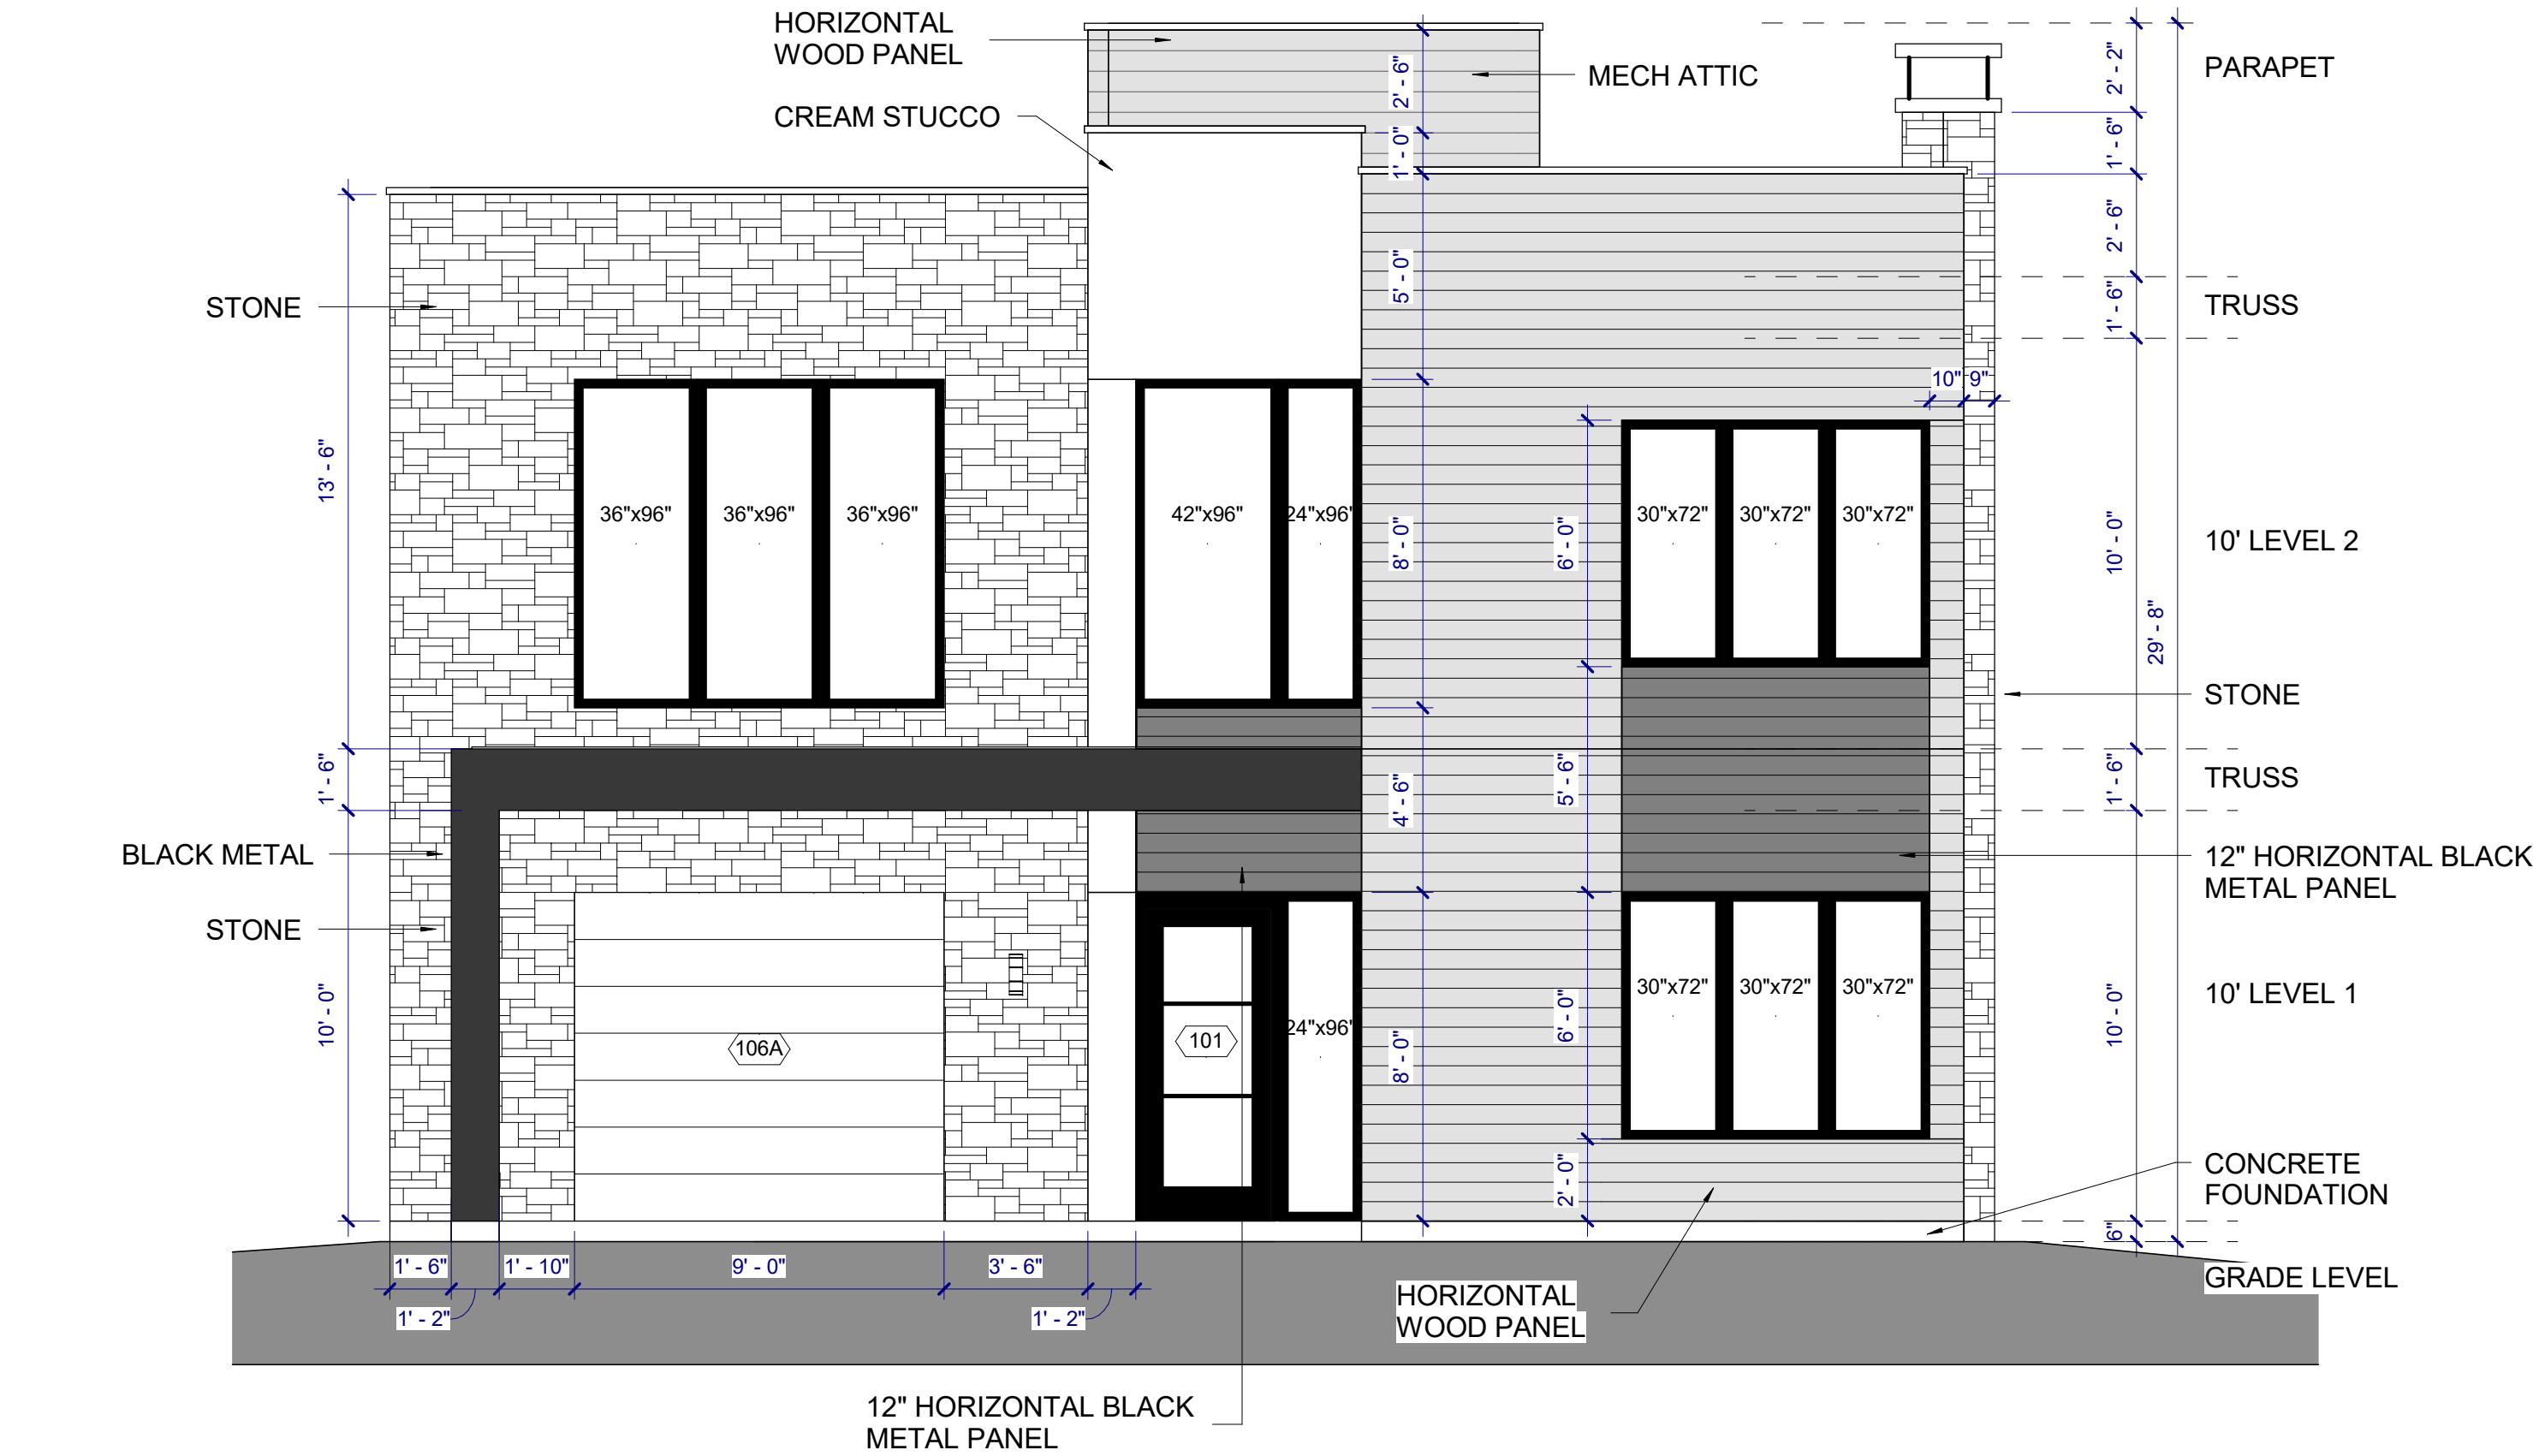 HORIZONTAL
WOOD PANEL
MECH ATTIC
PARAPET
2' - 6"
2' - 2"
CREAM STUCCO
1' - 0"
1' - 6"
2' - 6"
5' - 0"
STONE
1' - 6"
TRUSS
10"
9"
13' - 6"
36"x96"
36"x96"
36"x96"
42"x96"
24"x96"
8' - 0"
6' - 0"
30"x72"
30"x72"
30"x72"
10' - 0"
10' LEVEL 2
29' - 8"
STONE
1' - 6"
4' - 6"
5' - 6"
1' - 6"
TRUSS
BLACK METAL
12" HORIZONTAL BLACK
METAL PANEL
STONE
10' - 0"
106A
101
24"x96"
8' - 0"
6' - 0"
30"x72"
30"x72"
30"x72"
10' - 0"
10' LEVEL 1
2' - 0"
CONCRETE
FOUNDATION
6"
1' - 6"
1' - 10"
9' - 0"
3' - 6"
GRADE LEVEL
1' - 2"
1' - 2"
HORIZONTAL
WOOD PANEL
12" HORIZONTAL BLACK
METAL PANEL